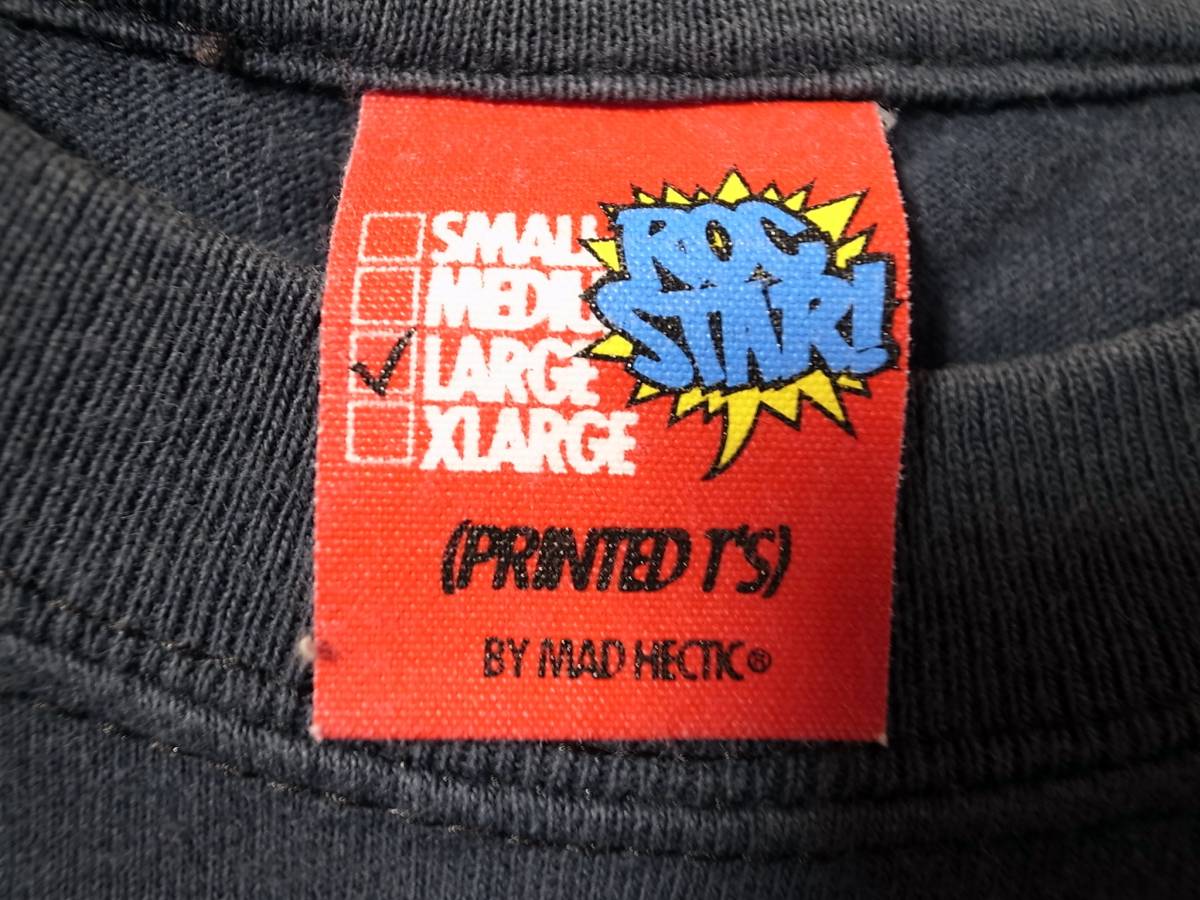 SMALL
MEDIU
LARGE
XLARGE
ROC
STAR!
(PRINTED T'S)
BY MAD HECTIC®